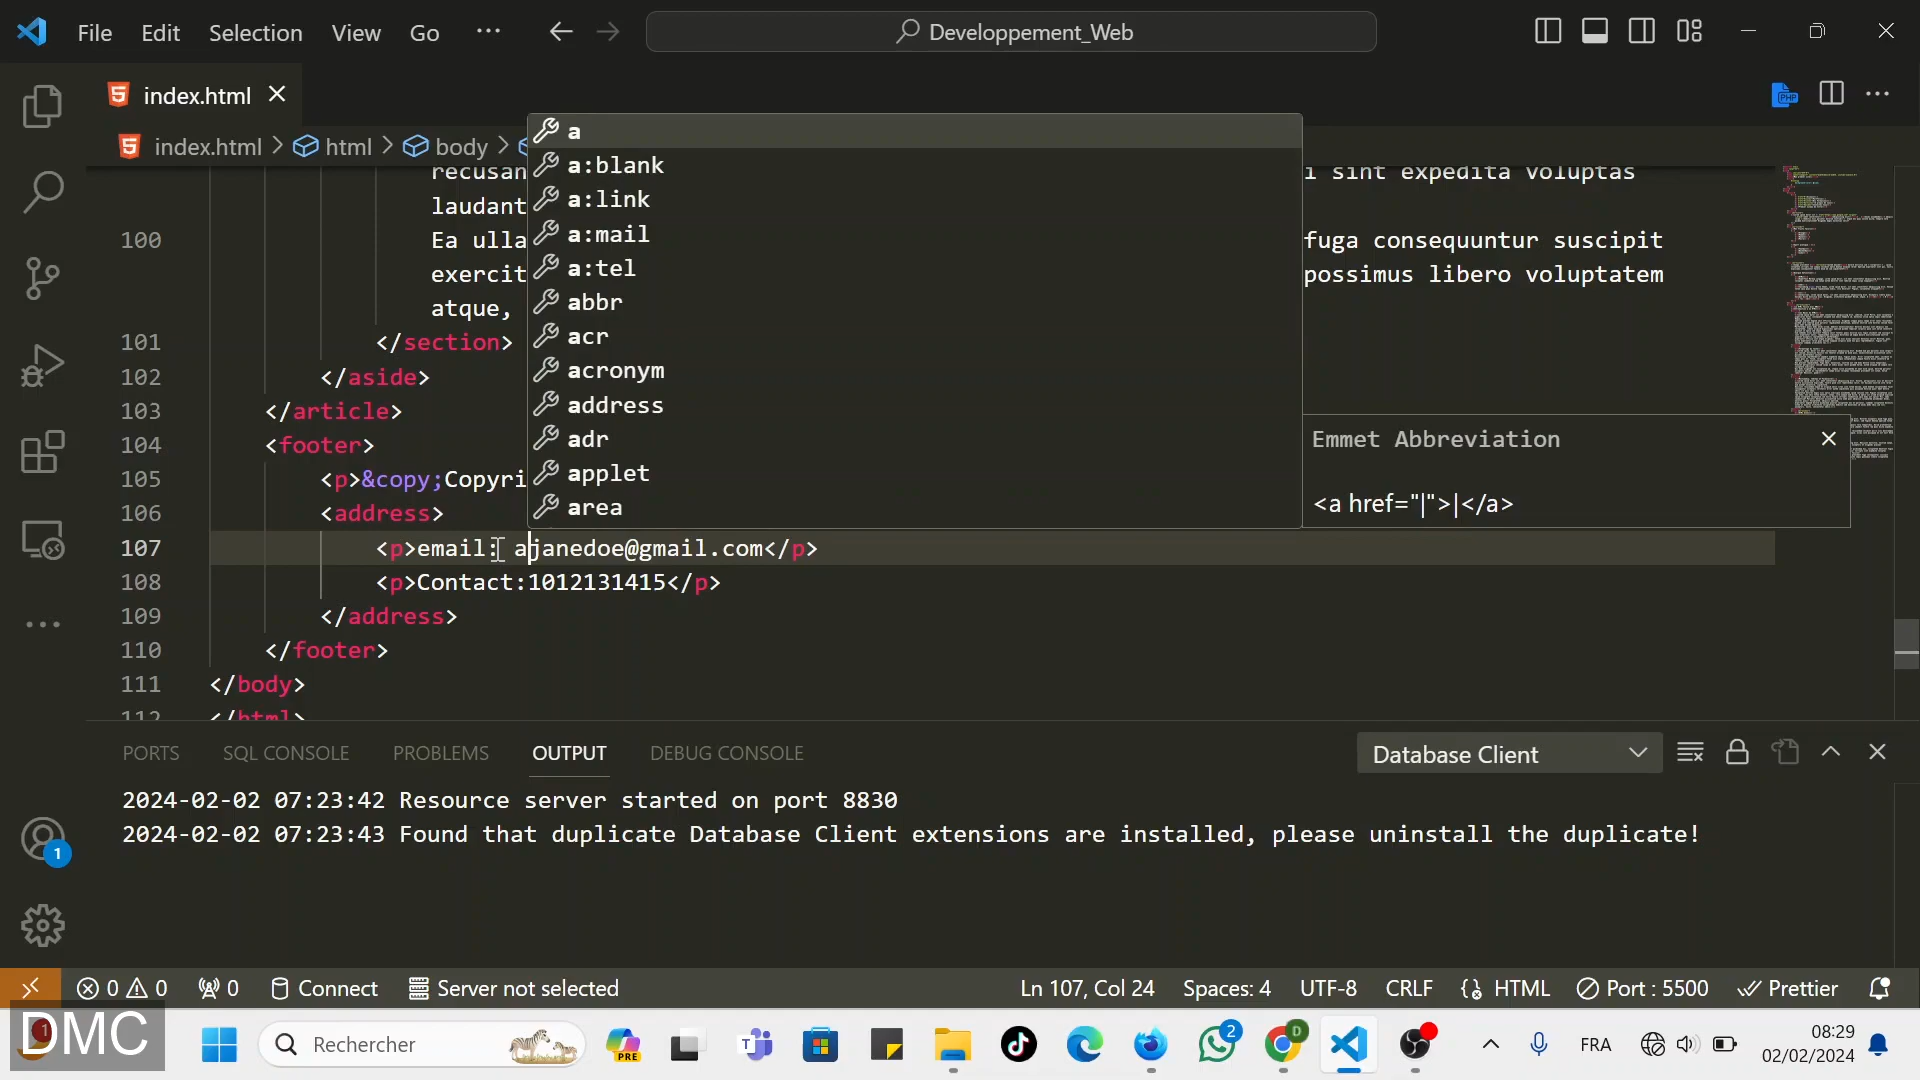 File Edit Selection View Go ··· Developpement_Web
index.html
index.html > html > body >
a
a:blank
a:link
a:mail
a:tel
abbr
acr
acronym
address
adr
applet
area
Emmet Abbreviation
<a href="|">|</a>
recusan i sint expedita voluptas
laudant
100 Ea ulla fuga consequuntur suscipit
exercit possimus libero voluptatem
atque,
101 </section>
102 </aside>
103 </article>
104 <footer>
105 <p>&copy;Copyri
106 <address>
107 <p>email: ajanedoe@gmail.com</p>
108 <p>Contact:1012131415</p>
109 </address>
110 </footer>
111 </body>
112 </html>
PORTS SQL CONSOLE PROBLEMS OUTPUT DEBUG CONSOLE Database Client
2024-02-02 07:23:42 Resource server started on port 8830
2024-02-02 07:23:43 Found that duplicate Database Client extensions are installed, please uninstall the duplicate!
1
0 0 0 Connect Server not selected Ln 107, Col 24 Spaces: 4 UTF-8 CRLF HTML Port : 5500 Prettier
DMC 1 Rechercher PRE 2 D FRA 08:29
02/02/2024